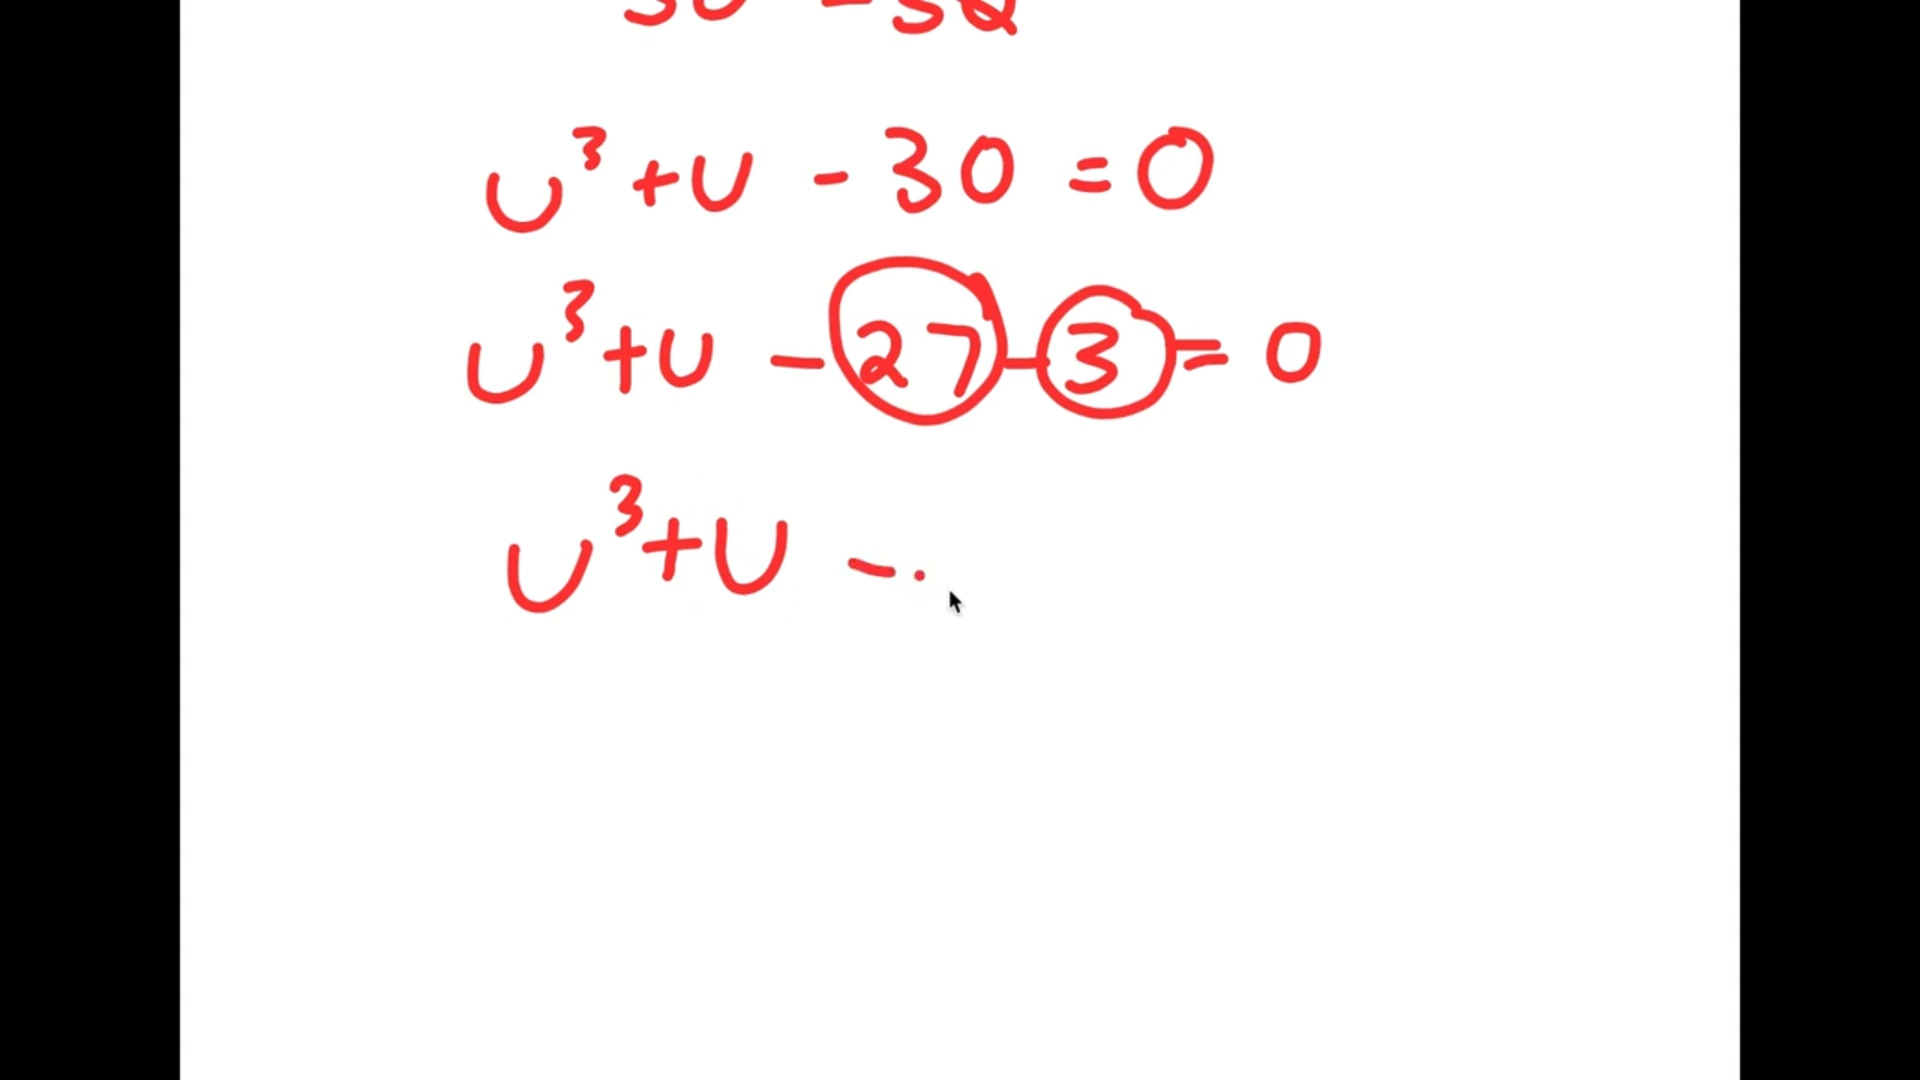 u³+u - 30 = 0
u³+u - 27 - 3 = 0
u³+u -